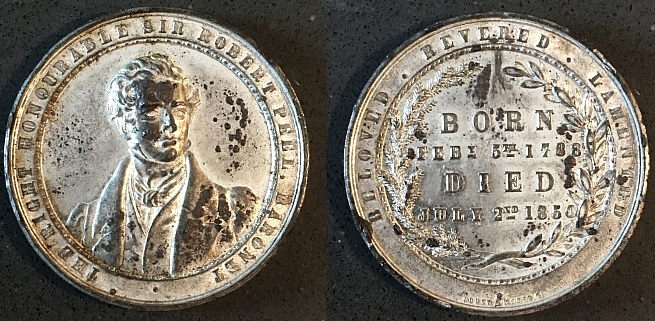 THE RIGHT HONOURABLE SIR ROBERT PEEL, BARONET
BELOVED · REVERED · LAMENTED
BORN
FEBY 5TH 1788
DIED
JULY 2ND 1850